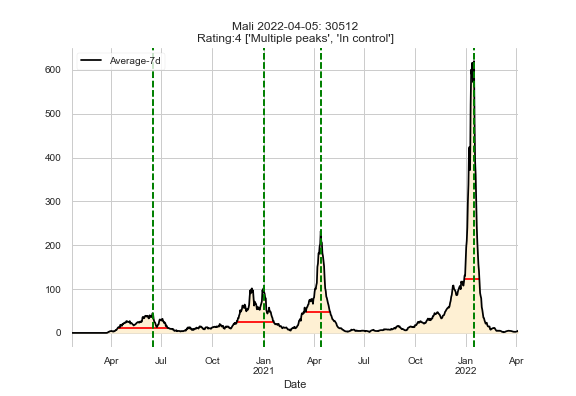 Mali 2022-04-05: 30512
Rating:4 ['Multiple peaks', 'In control']
Average-7d
600
500
400
300
200
100
0
Apr Jul Oct Jan Apr Jul Oct Jan Apr
2021 2022
Date